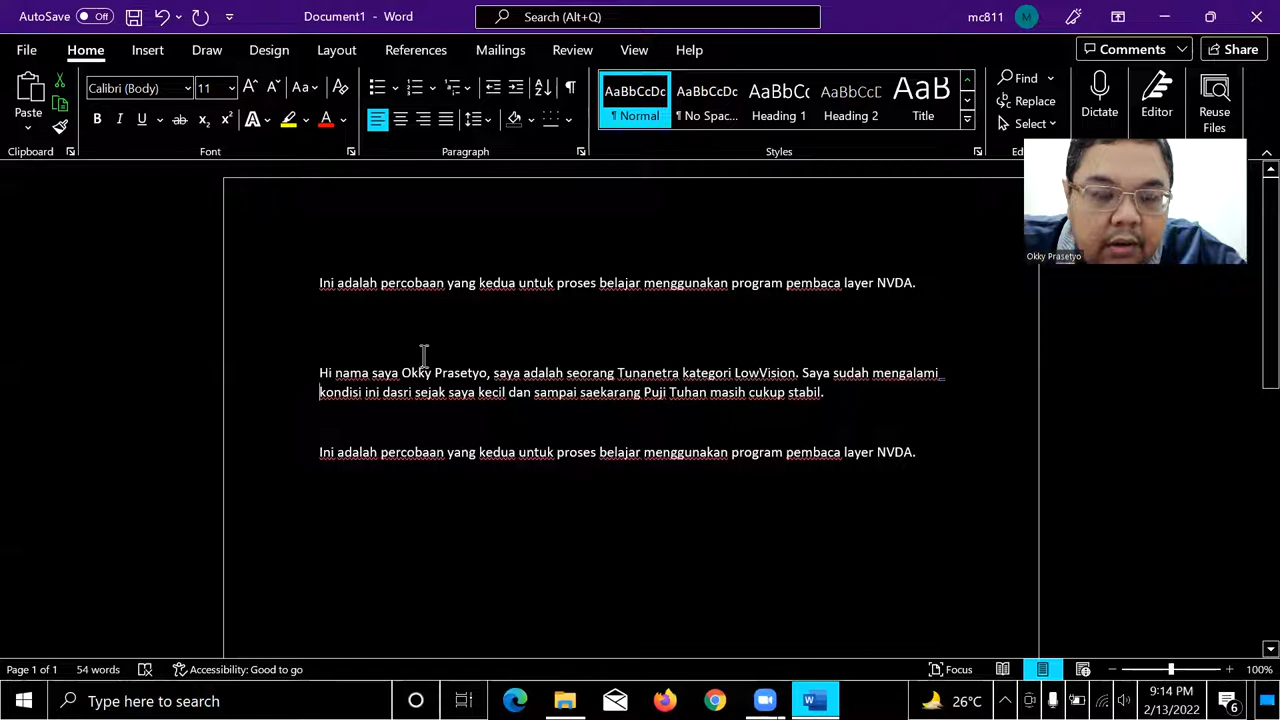 AutoSave Off Document1 - Word Search (Alt+Q) mc811 M
File Home Insert Draw Design Layout References Mailings Review View Help Comments Share
Paste Calibri (Body) 11 Aa AaBbCcDc AaBbCcDc AaBbCc AaBbCcD AaB Find Replace Select Dictate Editor Reuse Files
¶ Normal ¶ No Spac... Heading 1 Heading 2 Title
Clipboard Font Paragraph Styles
Okky Prasetyo
Ini adalah percobaan yang kedua untuk proses belajar menggunakan program pembaca layer NVDA.
Hi nama saya Okky Prasetyo, saya adalah seorang Tunanetra kategori LowVision. Saya sudah mengalami
kondisi ini dasri sejak saya kecil dan sampai saekarang Puji Tuhan masih cukup stabil.
Ini adalah percobaan yang kedua untuk proses belajar menggunakan program pembaca layer NVDA.
Page 1 of 1 54 words Accessibility: Good to go Focus 100%
Type here to search 26°C 9:14 PM 2/13/2022 6